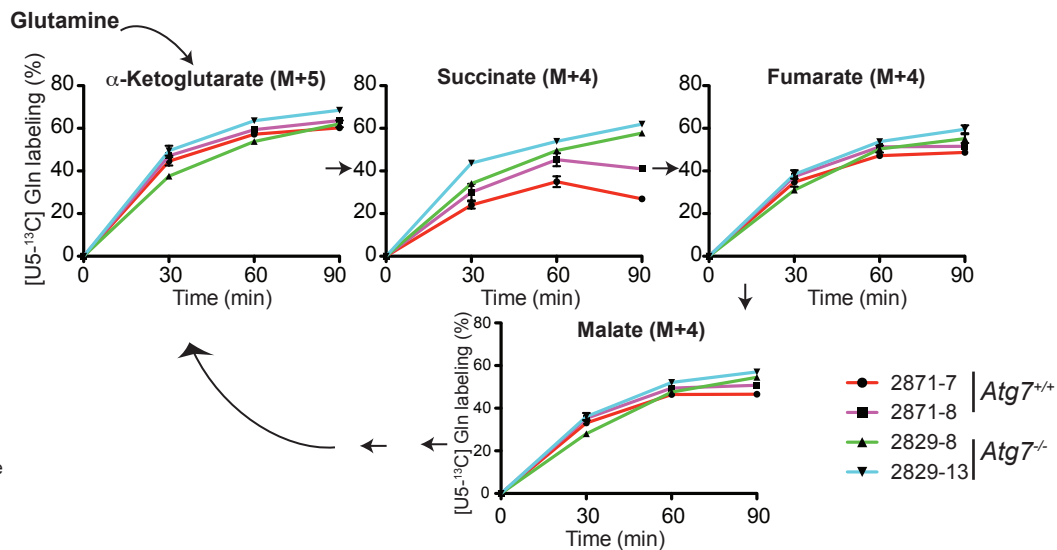 Glutamine
α-Ketoglutarate (M+5)
[U5-¹³C] Gln labeling (%)
80
60
40
20
0
0 30 60 90
Time (min)
Succinate (M+4)
80
60
40
20
0
0 30 60 90
Time (min)
Fumarate (M+4)
80
60
40
20
0
0 30 60 90
Time (min)
Malate (M+4)
[U5-¹³C] Gln labeling (%)
80
60
40
20
0
0 30 60 90
Time (min)
2871-7
2871-8
Atg7+/+
2829-8
2829-13
Atg7-/-
e